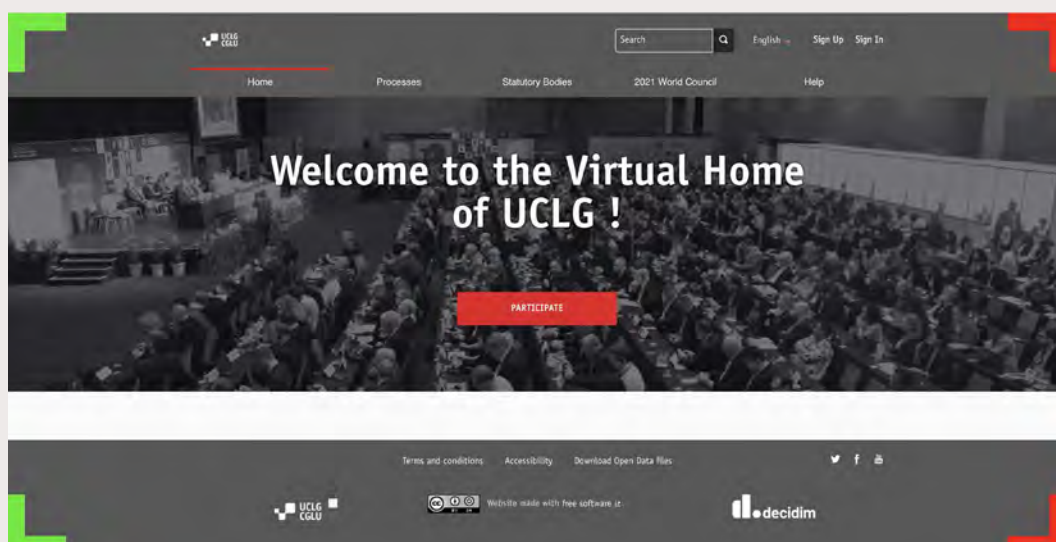 UCLG
CGLU
Search
English
Sign Up Sign In
Home Processes Statutory Bodies 2021 World Council Help
Welcome to the Virtual Home
of UCLG !
PARTICIPATE
Terms and conditions Accessibility Download Open Data files
UCLG
CGLU
Website made with free software
decidim